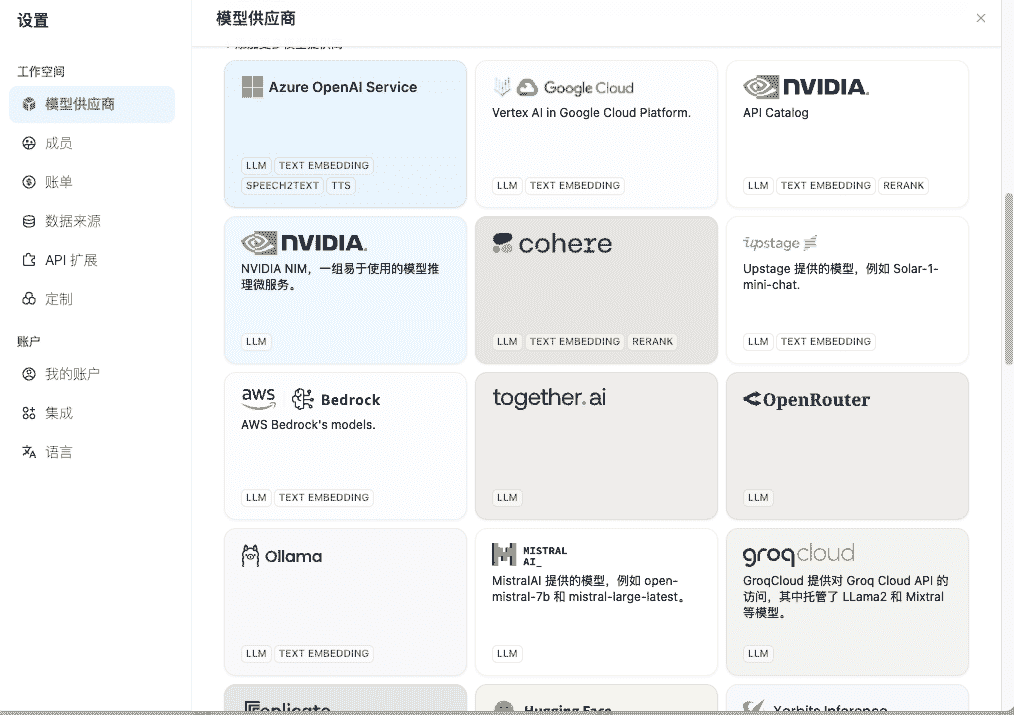 设置
模型供应商
工作空间
模型供应商
成员
账单
数据来源
API 扩展
定制
账户
我的账户
集成
语言
Azure OpenAI Service
LLM TEXT EMBEDDING
SPEECH2TEXT TTS
Google Cloud
Vertex AI in Google Cloud Platform.
LLM TEXT EMBEDDING
NVIDIA.
API Catalog
LLM TEXT EMBEDDING RERANK
NVIDIA.
NVIDIA NIM，一组易于使用的模型推
理微服务。
LLM
cohere
LLM TEXT EMBEDDING RERANK
upstage
Upstage 提供的模型，例如 Solar-1-
mini-chat.
LLM TEXT EMBEDDING
aws Bedrock
AWS Bedrock's models.
LLM TEXT EMBEDDING
together.ai
LLM
OpenRouter
LLM
Ollama
LLM TEXT EMBEDDING
MISTRAL
AI_
MistralAI 提供的模型，例如 open-
mistral-7b 和 mistral-large-latest。
LLM
groqcloud
GroqCloud 提供对 Groq Cloud API 的
访问，其中托管了 LLama2 和 Mixtral
等模型。
LLM
Replicate
Hugging Face
Xorbits Inference